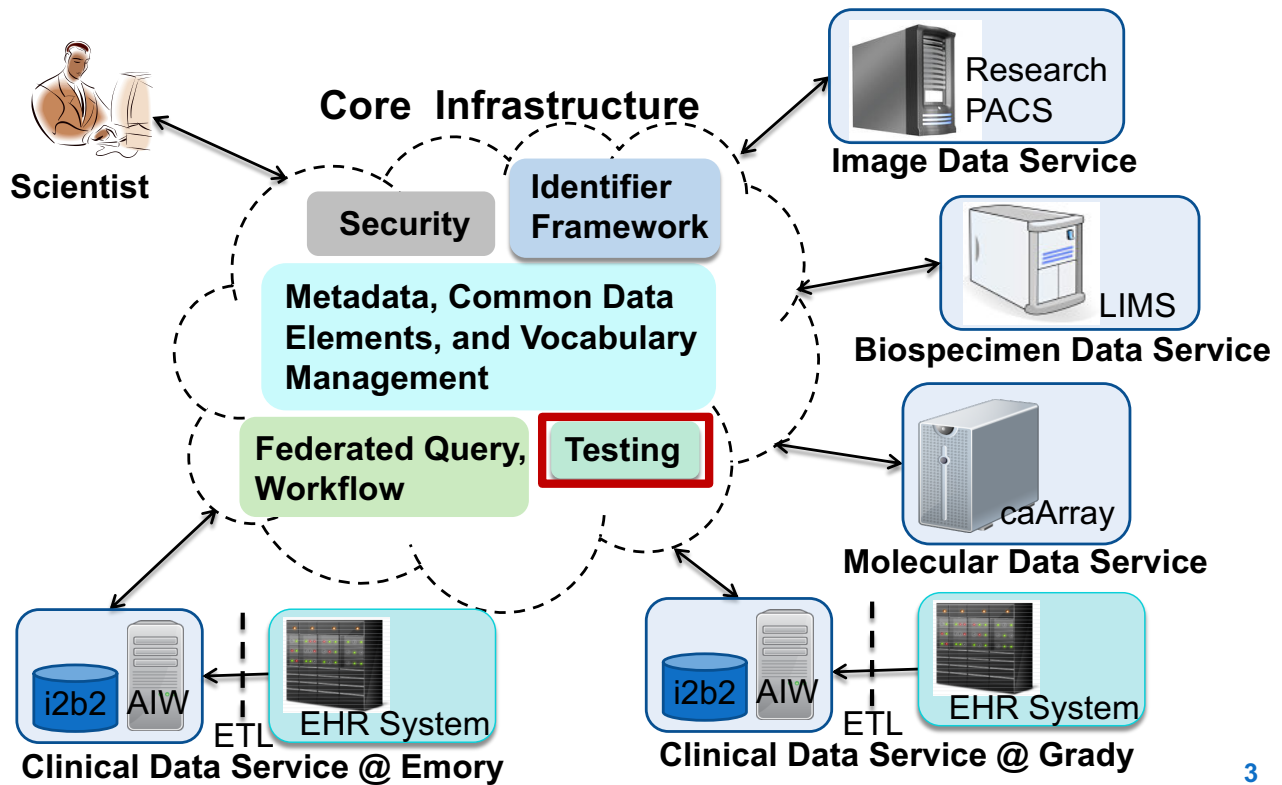 Core Infrastructure
Scientist
Research
PACS
Image Data Service
Security
Identifier
Framework
LIMS
Biospecimen Data Service
Metadata, Common Data
Elements, and Vocabulary
Management
Federated Query,
Workflow
Testing
caArray
Molecular Data Service
i2b2
AIW
ETL
EHR System
Clinical Data Service @ Emory
i2b2
AIW
ETL
EHR System
Clinical Data Service @ Grady
3